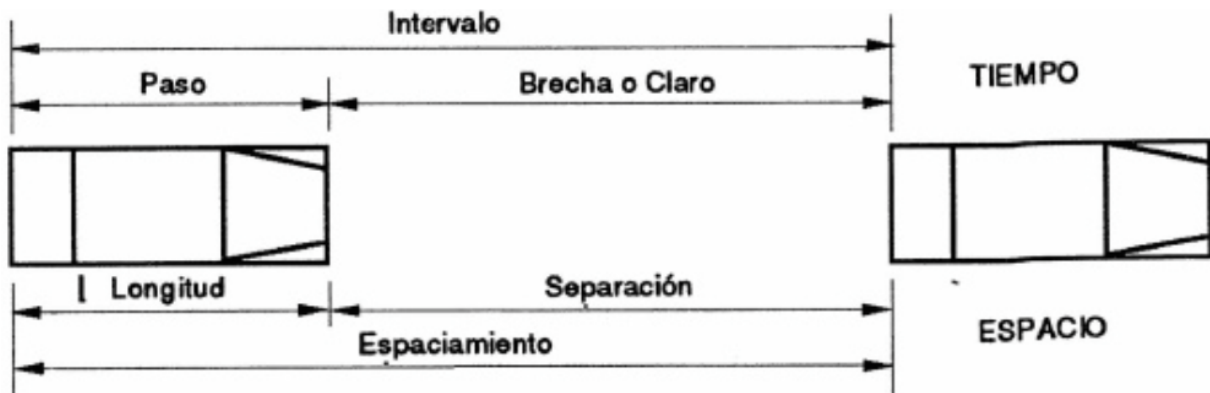 Intervalo
Paso
Brecha o Claro
TIEMPO
l Longitud
Separación
Espaciamiento
ESPACIO